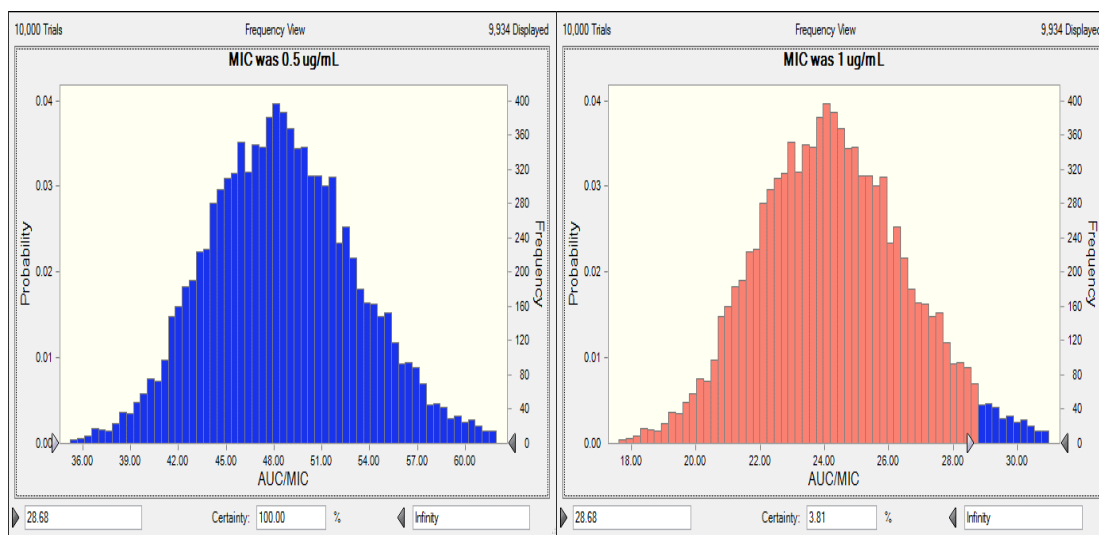 10,000 Trials Frequency View 9,934 Displayed
MIC was 0.5 ug/mL
0.04
0.03
0.02
0.01
0.00
Probability
400
360
320
280
240
200
160
120
80
40
0
Frequency
36.00 39.00 42.00 45.00 48.00 51.00 54.00 57.00 60.00
AUC/MIC
28.68 Certainty: 100.00 % Infinity
10,000 Trials Frequency View 9,934 Displayed
MIC was 1 ug/mL
0.04
0.03
0.02
0.01
0.00
Probability
400
360
320
280
240
200
160
120
80
40
0
Frequency
18.00 20.00 22.00 24.00 26.00 28.00 30.00
AUC/MIC
28.68 Certainty: 3.81 % Infinity